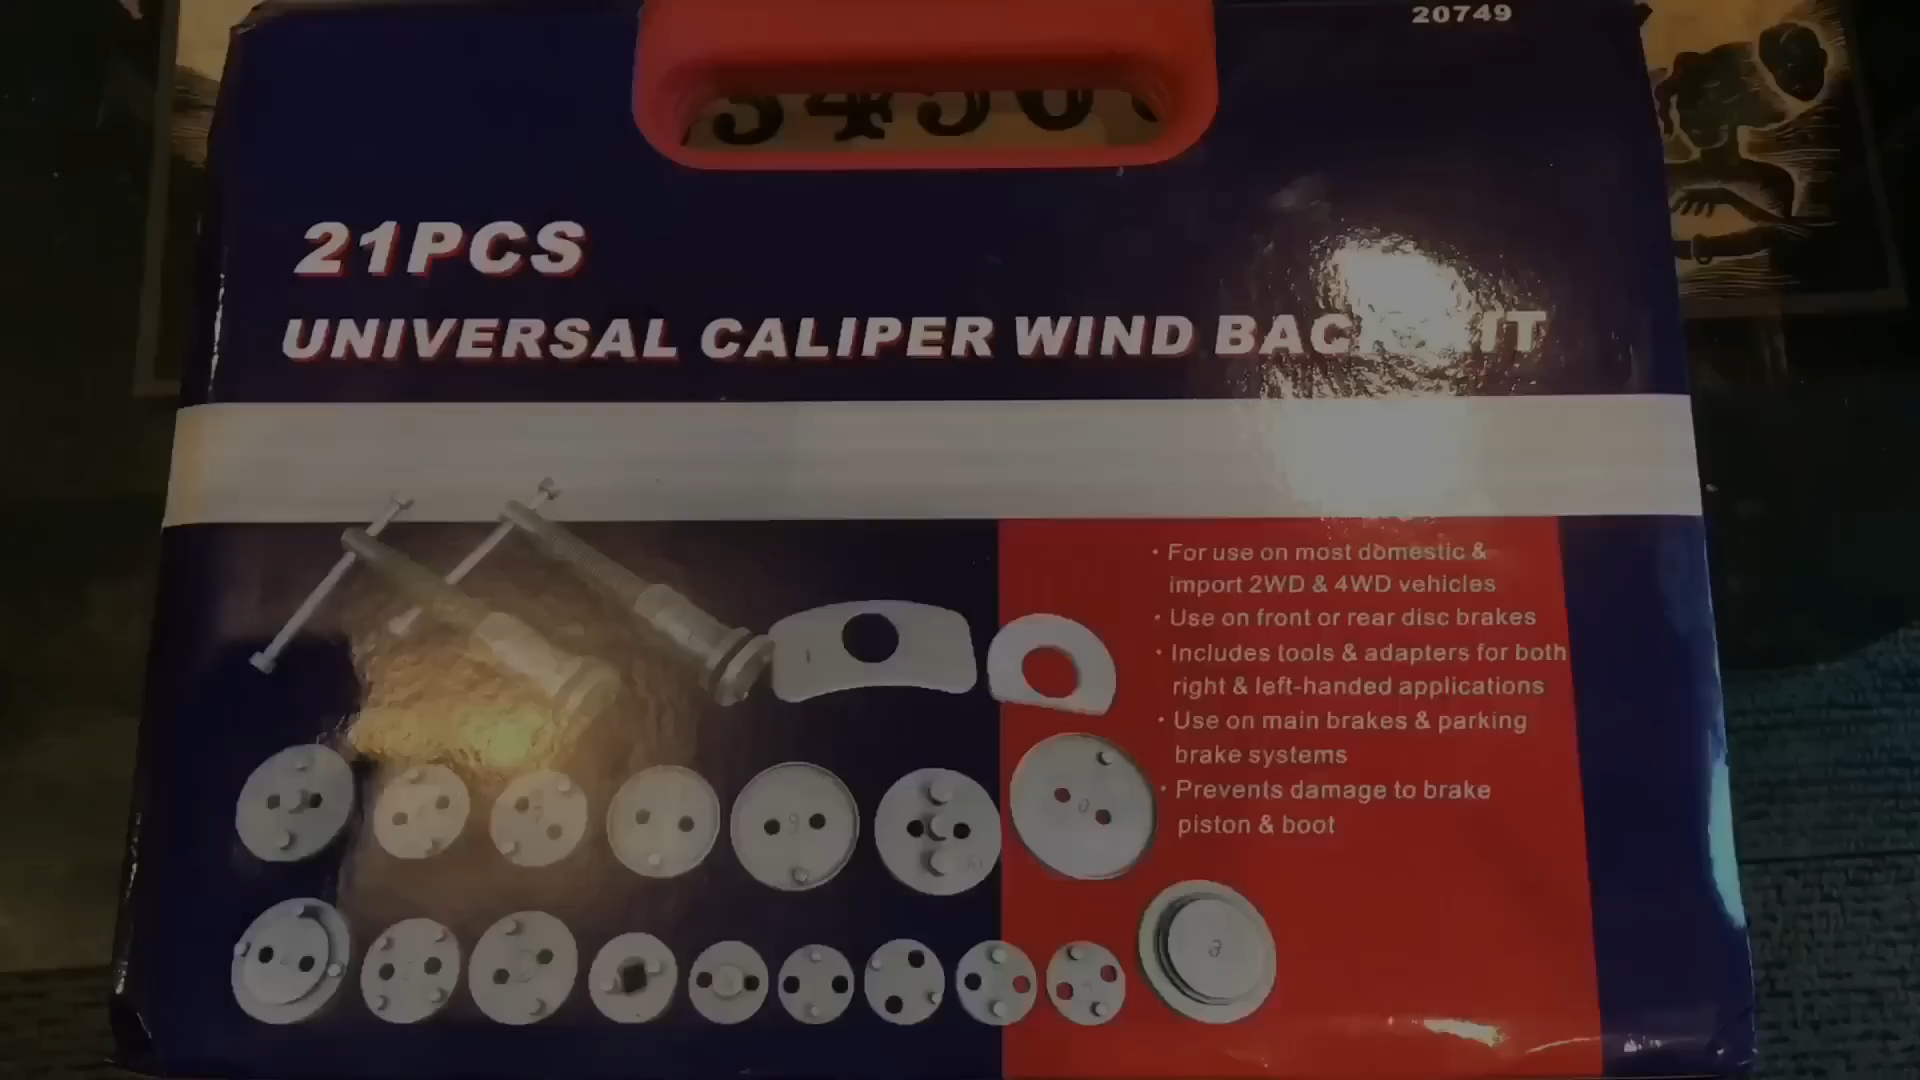 20749
3456
21PCS
UNIVERSAL CALIPER WIND BACK KIT
· For use on most domestic &
import 2WD & 4WD vehicles
· Use on front or rear disc brakes
· Includes tools & adapters for both
right & left-handed applications
· Use on main brakes & parking
brake systems
· Prevents damage to brake
piston & boot